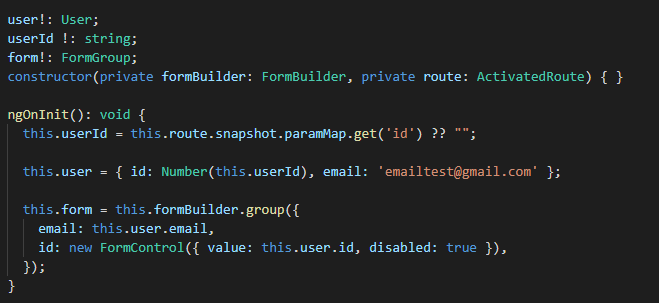 user!: User;
userId !: string;
form!: FormGroup;
constructor(private formBuilder: FormBuilder, private route: ActivatedRoute) { }
ngOnInit(): void {
this.userId = this.route.snapshot.paramMap.get('id') ?? "";
this.user = { id: Number(this.userId), email: 'emailtest@gmail.com' };
this.form = this.formBuilder.group({
email: this.user.email,
id: new FormControl({ value: this.user.id, disabled: true }),
});
}